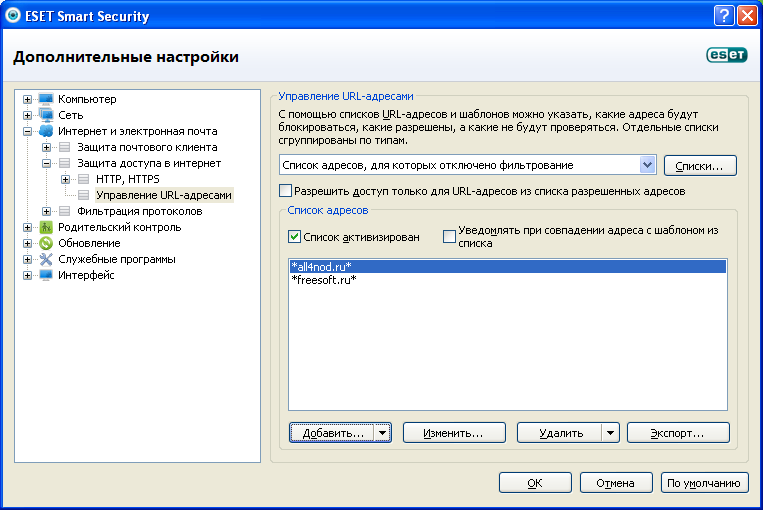 ESET Smart Security
Дополнительные настройки
eset
Компьютер
Сеть
Интернет и электронная почта
Защита почтового клиента
Защита доступа в интернет
HTTP, HTTPS
Управление URL-адресами
Фильтрация протоколов
Родительский контроль
Обновление
Служебные программы
Интерфейс
Управление URL-адресами
С помощью списков URL-адресов и шаблонов можно указать, какие адреса будут
блокироваться, какие разрешены, а какие не будут проверяться. Отдельные списки
сгруппированы по типам.
Список адресов, для которых отключено фильтрование
Списки...
Разрешить доступ только для URL-адресов из списка разрешенных адресов
Список адресов
Список активизирован
Уведомлять при совпадении адреса с шаблоном из
списка
*all4nod.ru*
*freesoft.ru*
Добавить...
Изменить...
Удалить
Экспорт...
OK
Отмена
По умолчанию